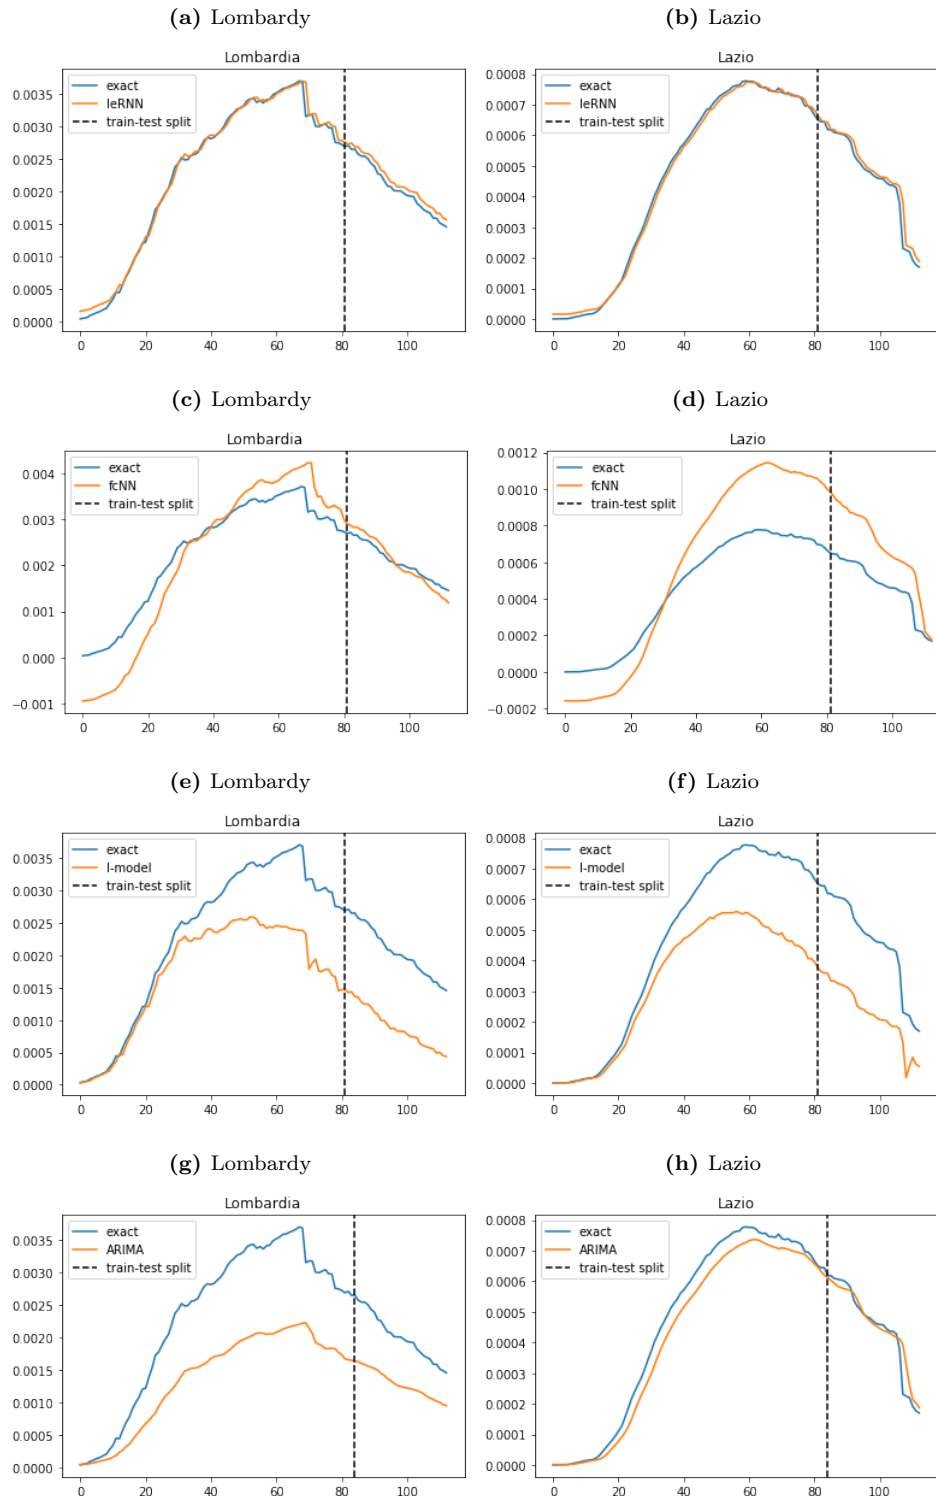 (a) Lombardy
(b) Lazio
Lombardia
exact
leRNN
train-test split
0.0035
0.0030
0.0025
0.0020
0.0015
0.0010
0.0005
0.0000
0 20 40 60 80 100
Lazio
exact
leRNN
train-test split
0.0008
0.0007
0.0006
0.0005
0.0004
0.0003
0.0002
0.0001
0.0000
0 20 40 60 80 100
(c) Lombardy
(d) Lazio
Lombardia
exact
fcNN
train-test split
0.004
0.003
0.002
0.001
0.000
−0.001
0 20 40 60 80 100
Lazio
exact
fcNN
train-test split
0.0012
0.0010
0.0008
0.0006
0.0004
0.0002
0.0000
−0.0002
0 20 40 60 80 100
(e) Lombardy
(f) Lazio
Lombardia
exact
l-model
train-test split
0.0035
0.0030
0.0025
0.0020
0.0015
0.0010
0.0005
0.0000
0 20 40 60 80 100
Lazio
exact
l-model
train-test split
0.0008
0.0007
0.0006
0.0005
0.0004
0.0003
0.0002
0.0001
0.0000
0 20 40 60 80 100
(g) Lombardy
(h) Lazio
Lombardia
exact
ARIMA
train-test split
0.0035
0.0030
0.0025
0.0020
0.0015
0.0010
0.0005
0.0000
0 20 40 60 80 100
Lazio
exact
ARIMA
train-test split
0.0008
0.0007
0.0006
0.0005
0.0004
0.0003
0.0002
0.0001
0.0000
0 20 40 60 80 100